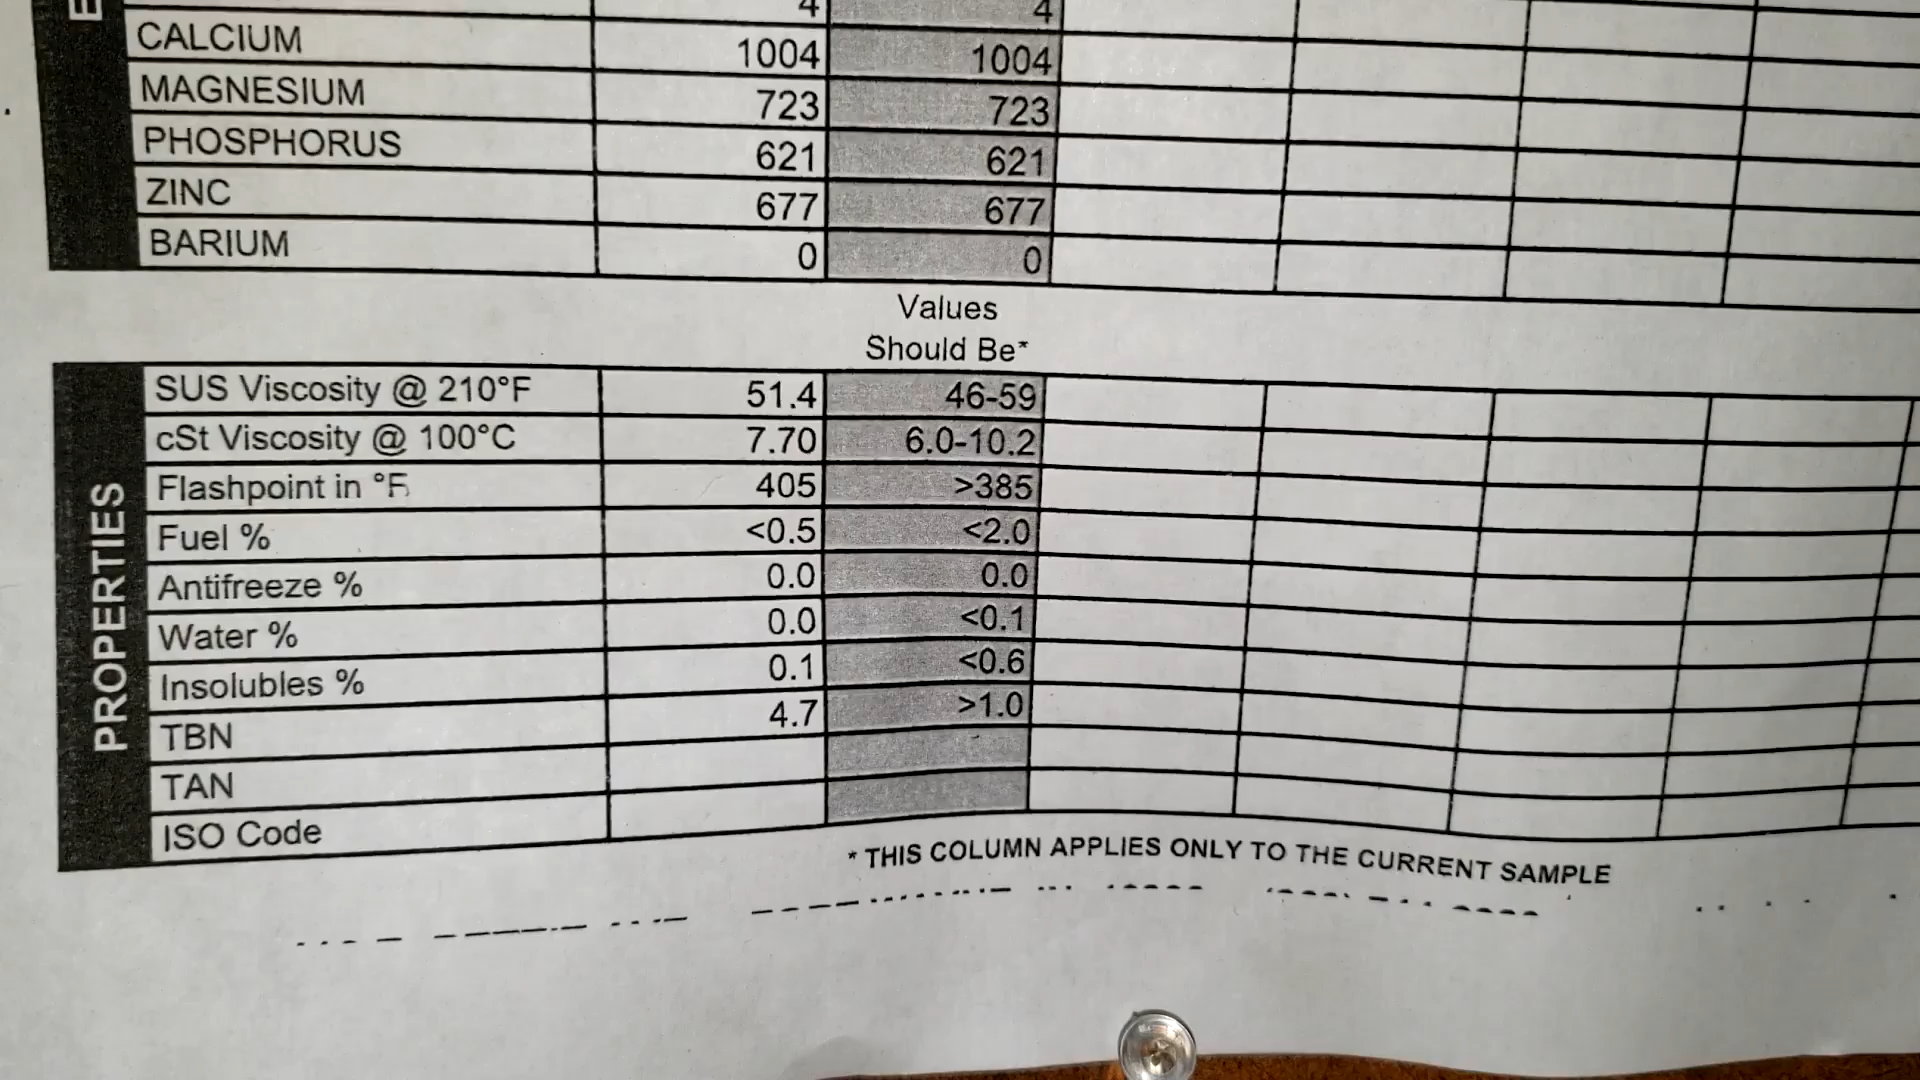 4 4
CALCIUM 1004 1004
MAGNESIUM 723 723
PHOSPHORUS 621 621
ZINC 677 677
BARIUM 0 0
Values
Should Be*
PROPERTIES
SUS Viscosity @ 210°F 51.4 46-59
cSt Viscosity @ 100°C 7.70 6.0-10.2
Flashpoint in °F 405 >385
Fuel % <0.5 <2.0
Antifreeze % 0.0 0.0
Water % 0.0 <0.1
Insolubles % 0.1 <0.6
TBN 4.7 >1.0
TAN
ISO Code
* THIS COLUMN APPLIES ONLY TO THE CURRENT SAMPLE